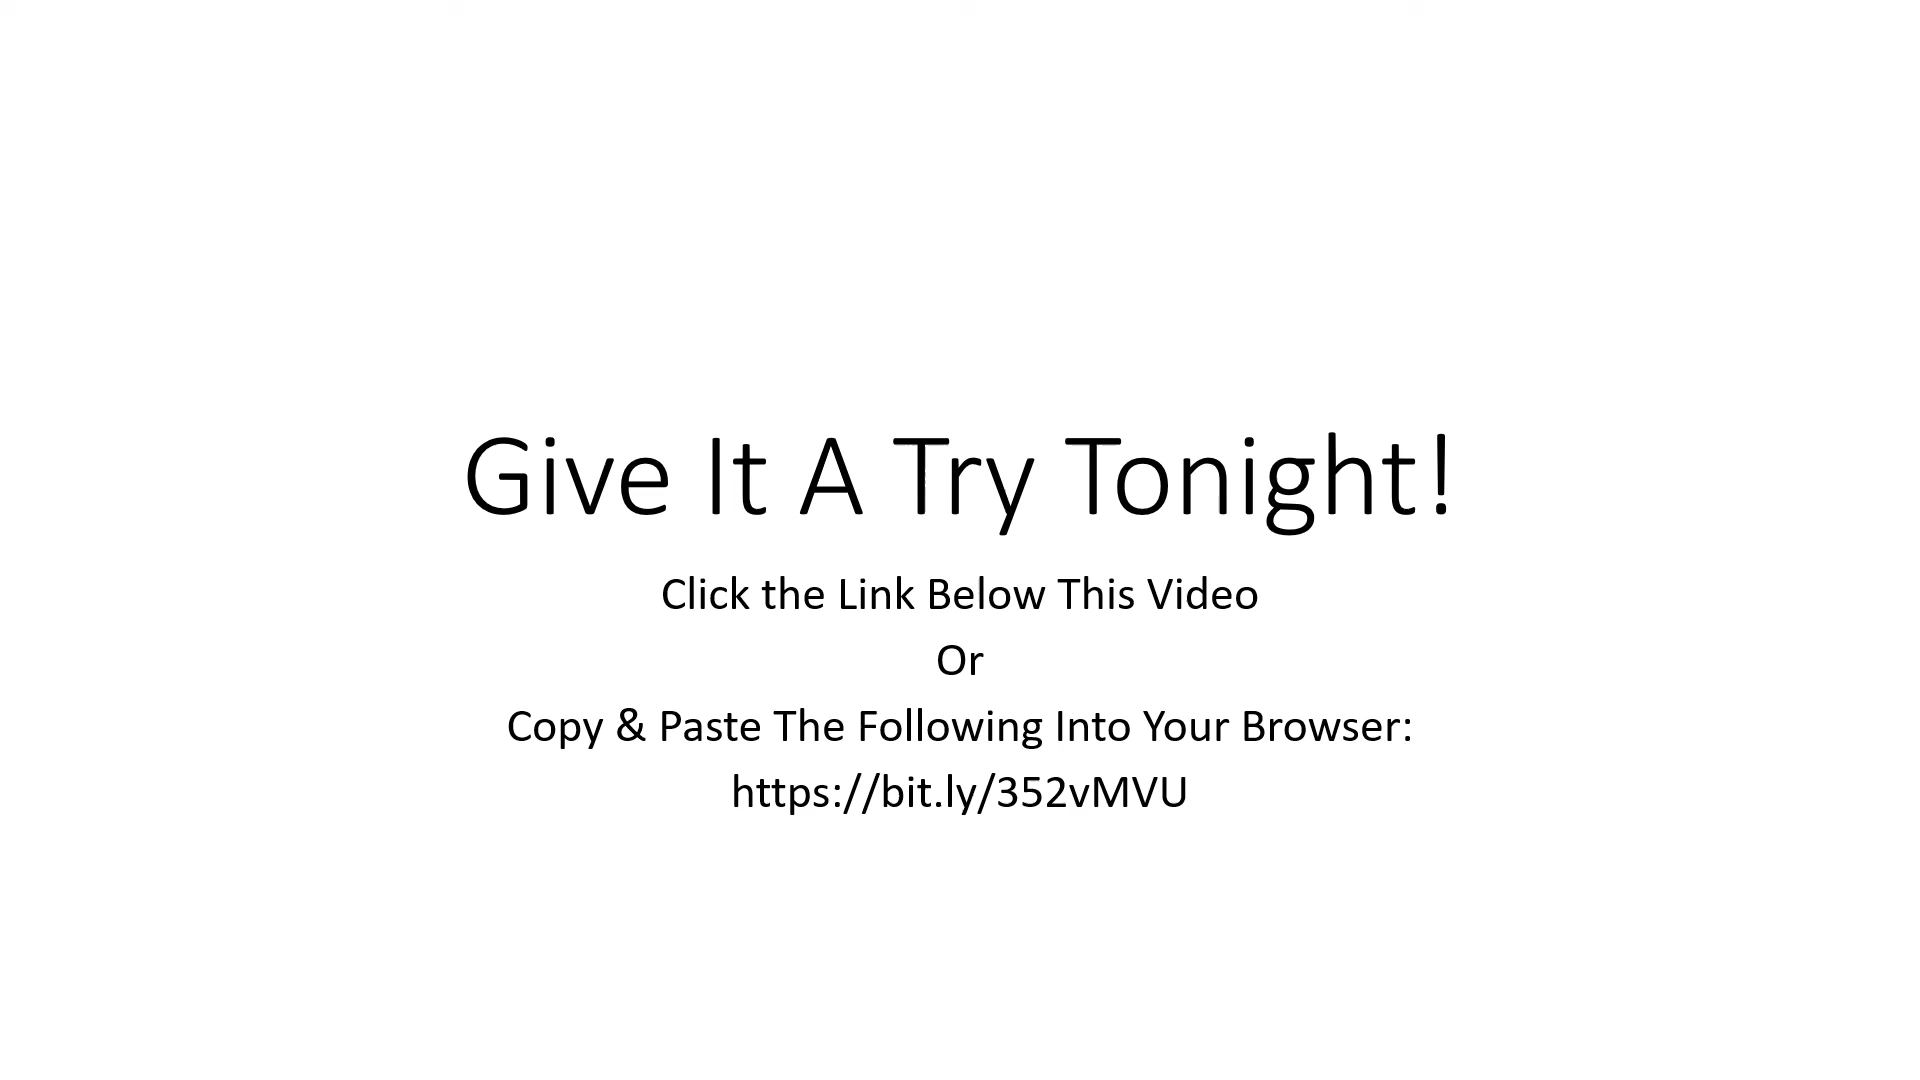 Give It A Try Tonight!
Click the Link Below This Video
Or
Copy & Paste The Following Into Your Browser:
https://bit.ly/352vMVU